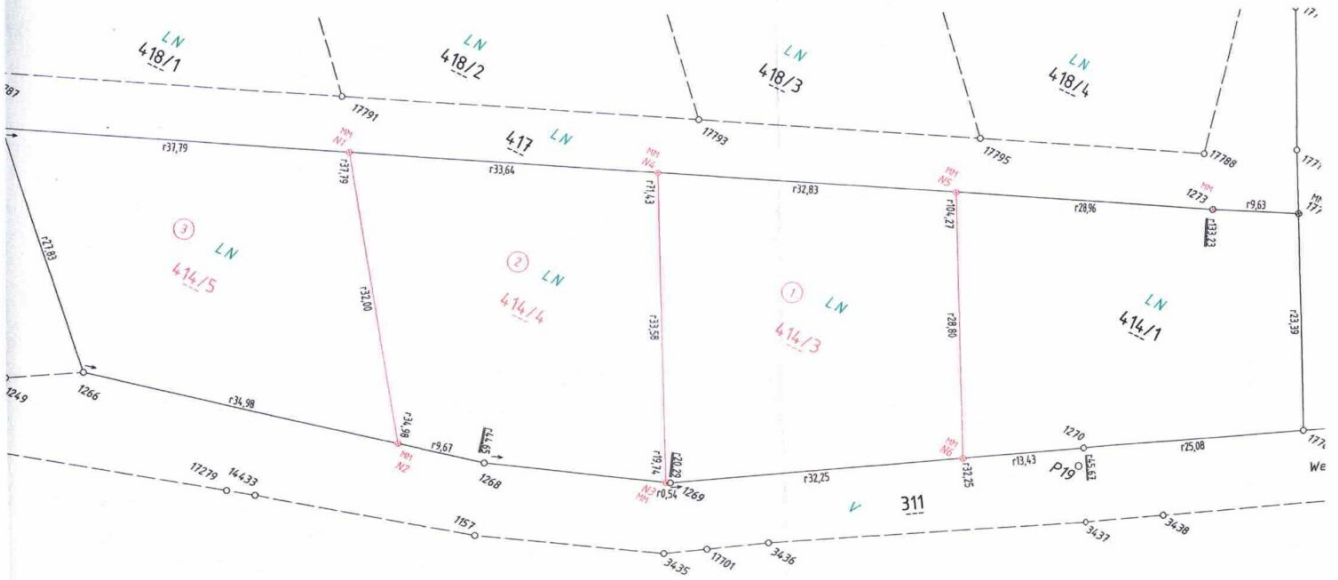 LN
418/1
LN
418/2
LN
418/3
LN
418/4
17791
17793
17795
17788
417
LN
MM
N1
MM
N4
MM
N5
MM
1273
r37,79
r33,64
r32,83
r28,96
r9,63
r37,79
r71,43
r104,27
r133,23
r27,83
r32,00
r33,58
r28,80
r23,39
3
LN
414/5
2
LN
414/4
1
LN
414/3
LN
414/1
1249
1266
r34,98
r34,98
MM
N2
r9,67
r44,65
1268
r19,74
r20,29
N3
MM
r0,54
1269
r32,25
MM
N6
r32,25
r13,43
1270
r45,67
P19
r25,08
We
17279
14433
1157
3435
17701
3436
V
311
3437
3438